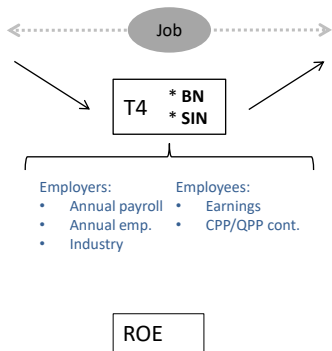 Job
T4
* BN
* SIN
Employers:
• Annual payroll
• Annual emp.
• Industry
Employees:
• Earnings
• CPP/QPP cont.
ROE